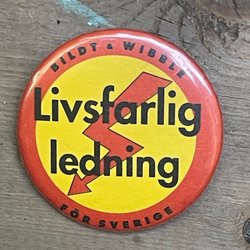 BILDT & WIBBLE
Livsfarlig
ledning
FÖR SVERIGE